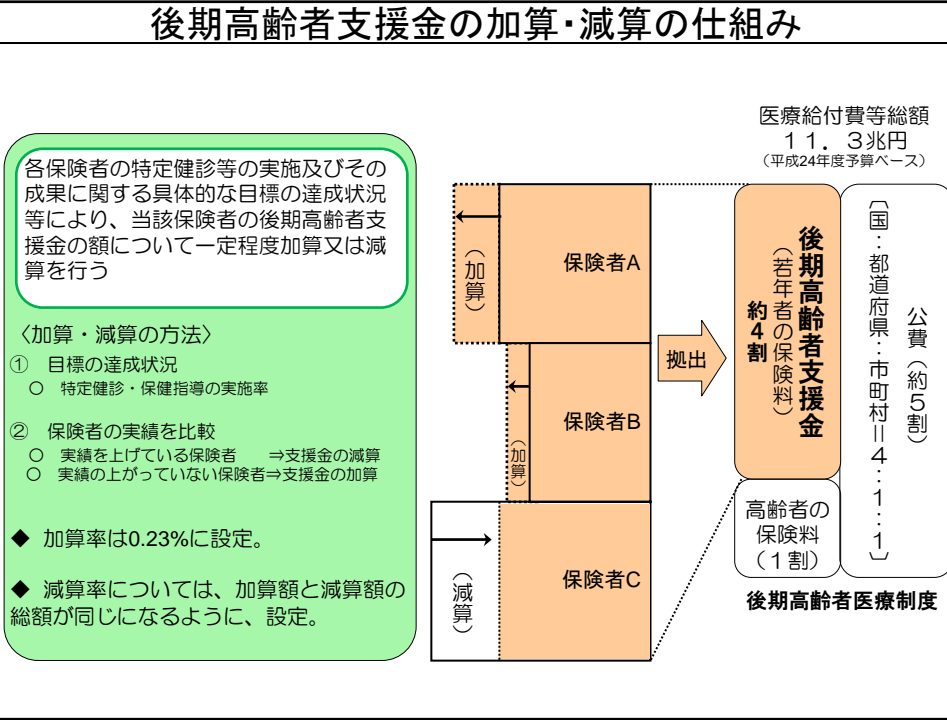 後期高齢者支援金の加算・減算の仕組み
各保険者の特定健診等の実施及びその
成果に関する具体的な目標の達成状況
等により、当該保険者の後期高齢者支
援金の額について一定程度加算又は減
算を行う
〈加算・減算の方法〉
① 目標の達成状況
○ 特定健診・保健指導の実施率
② 保険者の実績を比較
○ 実績を上げている保険者 ⇒支援金の減算
○ 実績の上がっていない保険者⇒支援金の加算
◆ 加算率は0.23%に設定。
◆ 減算率については、加算額と減算額の
総額が同じになるように、設定。
（加算）
保険者A
（加算）
保険者B
（減算）
保険者C
拠出
医療給付費等総額
１１．３兆円
（平成24年度予算ベース）
後期高齢者支援金
（若年者の保険料）
約４割
高齢者の
保険料
（１割）
公費（約５割）
〔国：都道府県：市町村＝４：１：１〕
後期高齢者医療制度